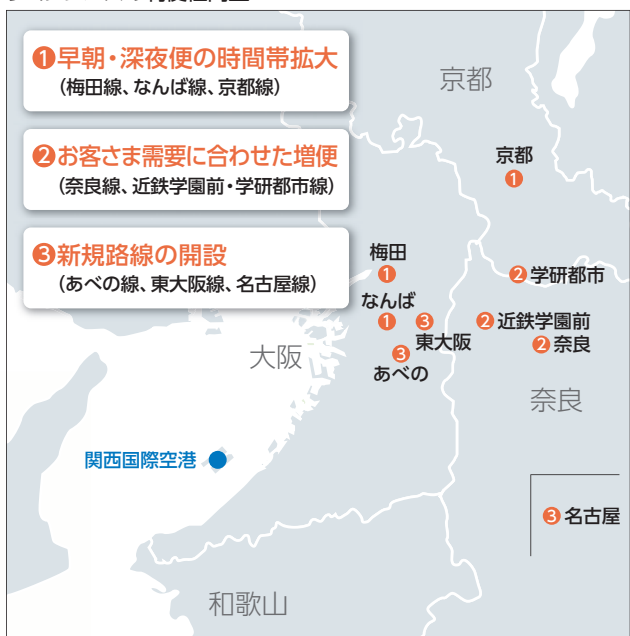 ❶早朝・深夜便の時間帯拡大
（梅田線、なんば線、京都線）
❷お客さま需要に合わせた増便
（奈良線、近鉄学園前・学研都市線）
❸新規路線の開設
（あべの線、東大阪線、名古屋線）
京都
京都
❶
梅田
❶
❷学研都市
なんば
❶
❸
東大阪
❷近鉄学園前
❷奈良
❸
あべの
大阪
奈良
関西国際空港
❸名古屋
和歌山